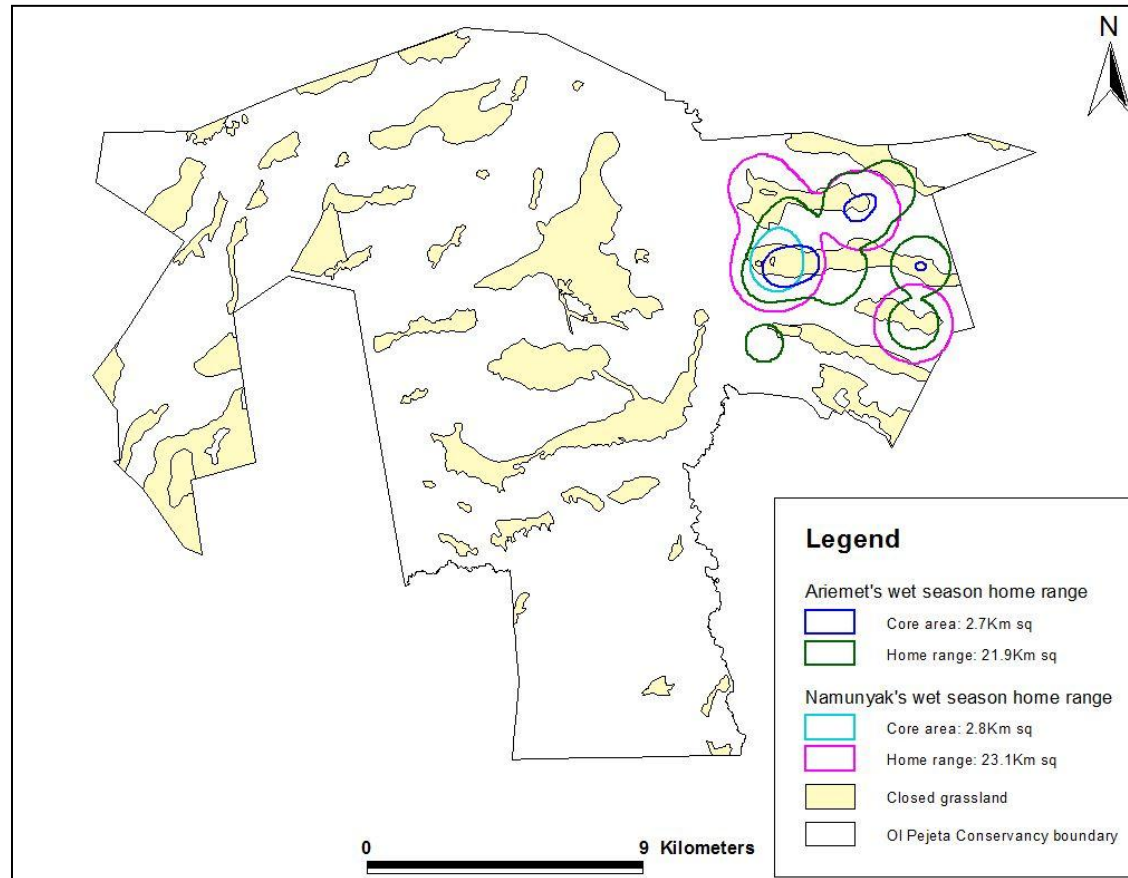 N
Legend
Ariemet's wet season home range
Core area: 2.7Km sq
Home range: 21.9Km sq
Namunyak's wet season home range
Core area: 2.8Km sq
Home range: 23.1Km sq
Closed grassland
Ol Pejeta Conservancy boundary
0 9 Kilometers